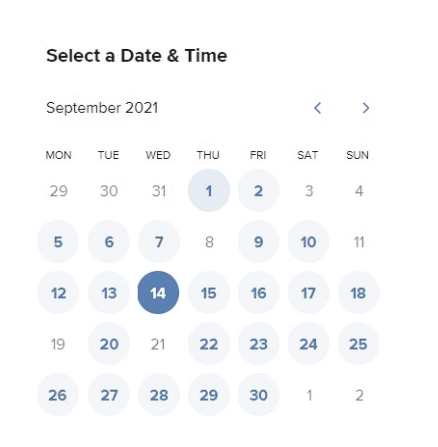 Select a Date & Time
September 2021
MON TUE WED THU FRI SAT SUN
29 30 31 1 2 3 4
5 6 7 8 9 10 11
12 13 14 15 16 17 18
19 20 21 22 23 24 25
26 27 28 29 30 1 2